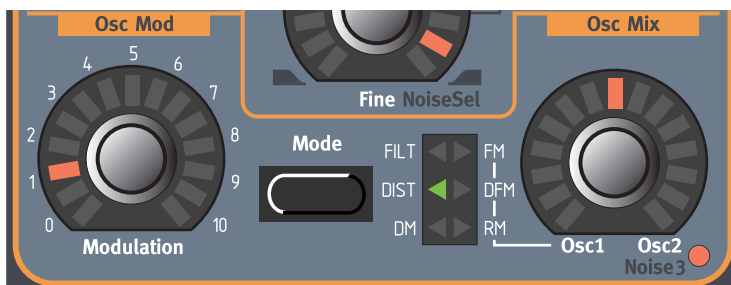 Osc Mod
Osc Mix
0
1
2
3
4
5
6
7
8
9
10
Modulation
Fine NoiseSel
Mode
FILT FM
DIST DFM
DM RM
Osc1 Osc2
Noise3